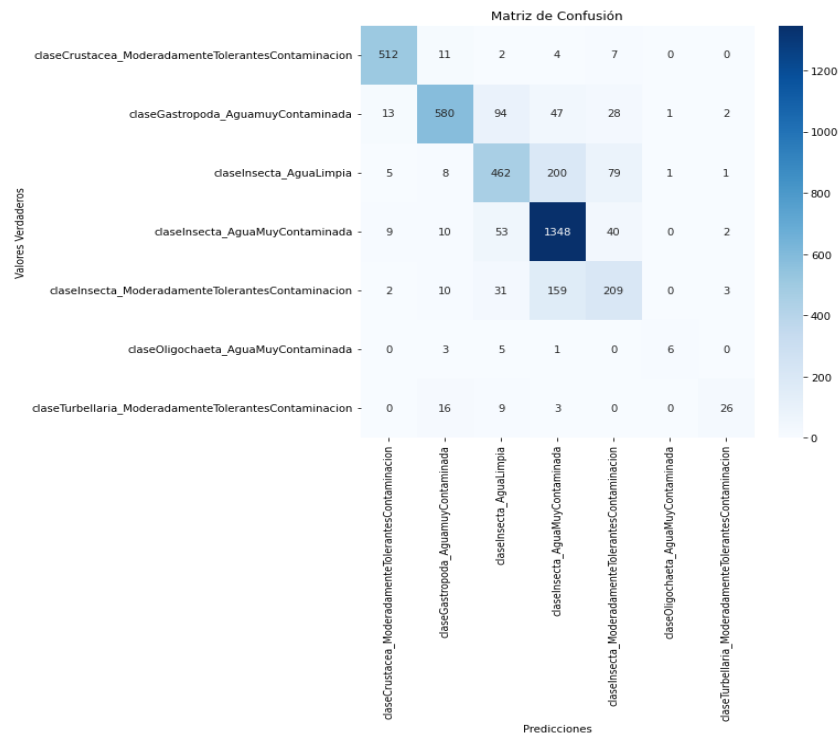 Matriz de Confusión
Valores Verdaderos
claseCrustacea_ModeradamenteTolerantesContaminacion 512 11 2 4 7 0 0
claseGastropoda_AguamuyContaminada 13 580 94 47 28 1 2
claseInsecta_AguaLimpia 5 8 462 200 79 1 1
claseInsecta_AguaMuyContaminada 9 10 53 1348 40 0 2
claseInsecta_ModeradamenteTolerantesContaminacion 2 10 31 159 209 0 3
claseOligochaeta_AguaMuyContaminada 0 3 5 1 0 6 0
claseTurbellaria_ModeradamenteTolerantesContaminacion 0 16 9 3 0 0 26
claseCrustacea_ModeradamenteTolerantesContaminacion
claseGastropoda_AguamuyContaminada
claseInsecta_AguaLimpia
claseInsecta_AguaMuyContaminada
claseInsecta_ModeradamenteTolerantesContaminacion
claseOligochaeta_AguaMuyContaminada
claseTurbellaria_ModeradamenteTolerantesContaminacion
Predicciones
1200
1000
800
600
400
200
0